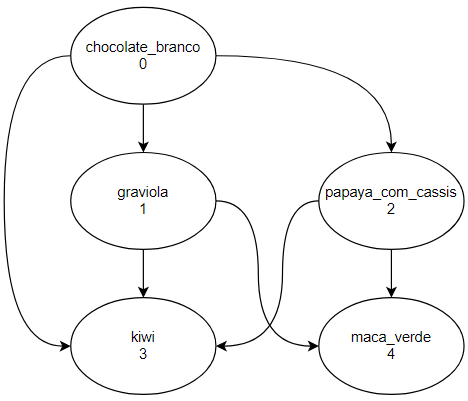 chocolate_branco
0
graviola
1
papaya_com_cassis
2
kiwi
3
maca_verde
4